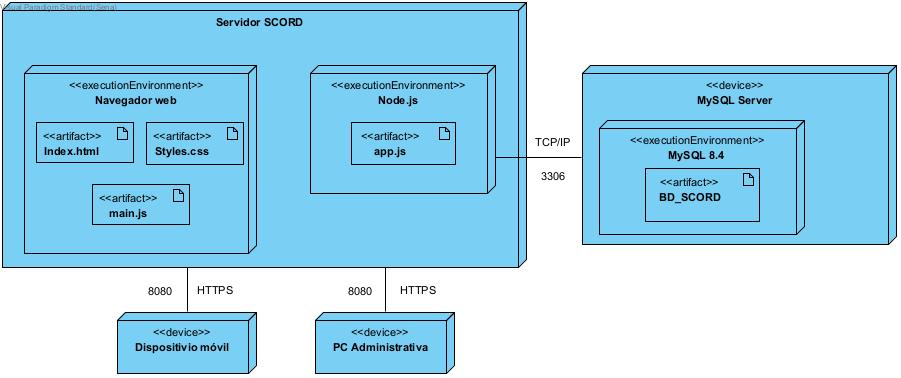 Visual Paradigm Standard(Sena)
Servidor SCORD
<<executionEnvironment>>
Navegador web
<<artifact>>
Index.html
<<artifact>>
Styles.css
<<artifact>>
main.js
<<executionEnvironment>>
Node.js
<<artifact>>
app.js
TCP/IP
3306
<<device>>
MySQL Server
<<executionEnvironment>>
MySQL 8.4
<<artifact>>
BD_SCORD
8080
HTTPS
8080
HTTPS
<<device>>
Dispositivio móvil
<<device>>
PC Administrativa